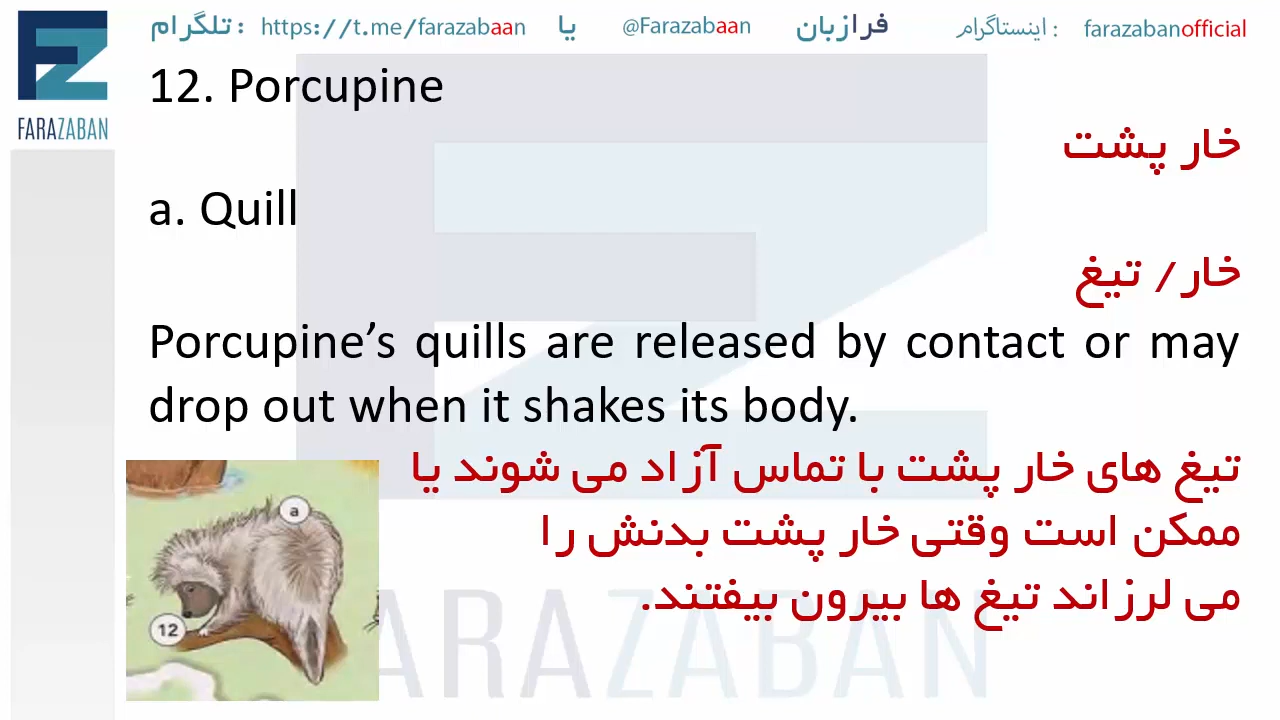 تلگرام : https://t.me/farazabaan یا @Farazabaan فرازبان اینستاگرام : farazabanofficial
FARAZABAN
12. Porcupine
خار پشت
a. Quill
خار/ تیغ
Porcupine’s quills are released by contact or may
drop out when it shakes its body.
تیغ های خار پشت با تماس آزاد می شوند یا
ممکن است وقتی خار پشت بدنش را
می لرزاند تیغ ها بیرون بیفتند.
a
12
FARAZABAN